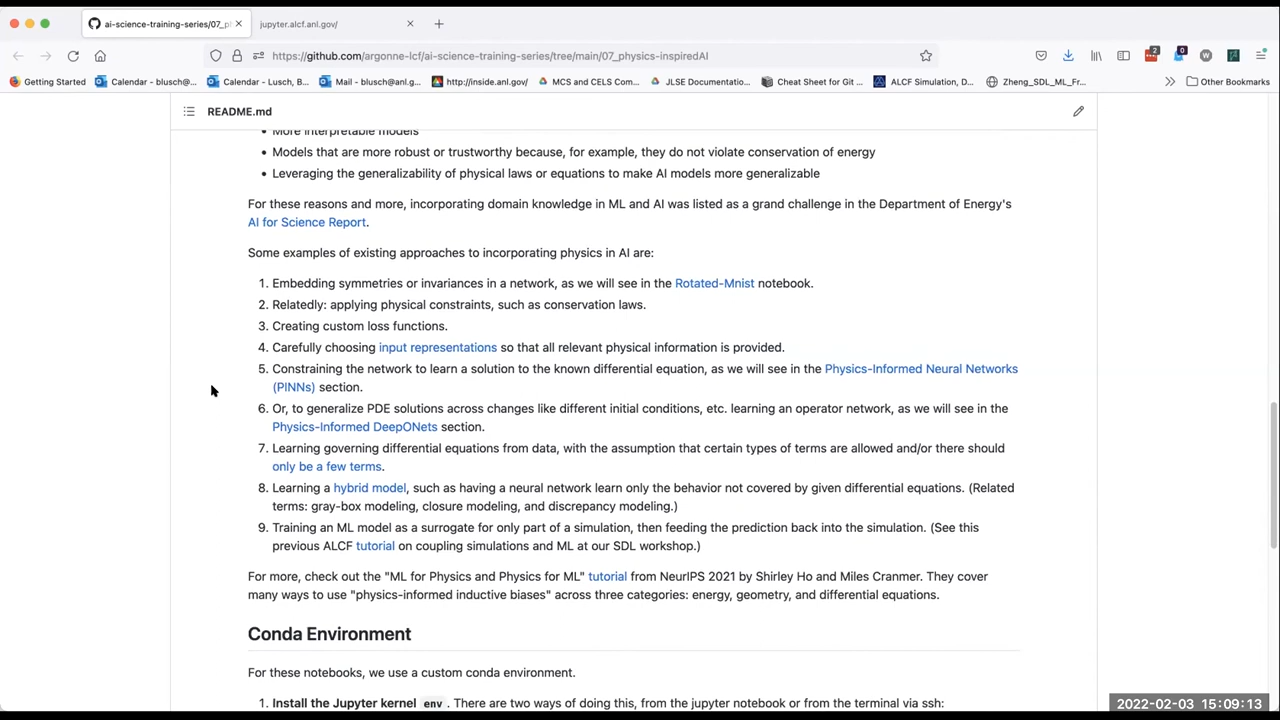 ai-science-training-series/07_ph
jupyter.alcf.anl.gov/
https://github.com/argonne-lcf/ai-science-training-series/tree/main/07_physics-inspiredAI
Getting Started
Calendar - blusch@...
Calendar - Lusch, B...
Mail - blusch@anl.g...
http://inside.anl.gov/
MCS and CELS Com...
JLSE Documentatio...
Cheat Sheet for Git ...
ALCF Simulation, D...
Zheng_SDL_ML_Fr...
Other Bookmarks
README.md
• More interpretable models
• Models that are more robust or trustworthy because, for example, they do not violate conservation of energy
• Leveraging the generalizability of physical laws or equations to make AI models more generalizable
For these reasons and more, incorporating domain knowledge in ML and AI was listed as a grand challenge in the Department of Energy's
AI for Science Report.
Some examples of existing approaches to incorporating physics in AI are:
1. Embedding symmetries or invariances in a network, as we will see in the Rotated-Mnist notebook.
2. Relatedly: applying physical constraints, such as conservation laws.
3. Creating custom loss functions.
4. Carefully choosing input representations so that all relevant physical information is provided.
5. Constraining the network to learn a solution to the known differential equation, as we will see in the Physics-Informed Neural Networks
(PINNs) section.
6. Or, to generalize PDE solutions across changes like different initial conditions, etc. learning an operator network, as we will see in the
Physics-Informed DeepONets section.
7. Learning governing differential equations from data, with the assumption that certain types of terms are allowed and/or there should
only be a few terms.
8. Learning a hybrid model, such as having a neural network learn only the behavior not covered by given differential equations. (Related
terms: gray-box modeling, closure modeling, and discrepancy modeling.)
9. Training an ML model as a surrogate for only part of a simulation, then feeding the prediction back into the simulation. (See this
previous ALCF tutorial on coupling simulations and ML at our SDL workshop.)
For more, check out the "ML for Physics and Physics for ML" tutorial from NeurIPS 2021 by Shirley Ho and Miles Cranmer. They cover
many ways to use "physics-informed inductive biases" across three categories: energy, geometry, and differential equations.
Conda Environment
For these notebooks, we use a custom conda environment.
1. Install the Jupyter kernel env . There are two ways of doing this, from the jupyter notebook or from the terminal via ssh:
2022-02-03 15:09:13